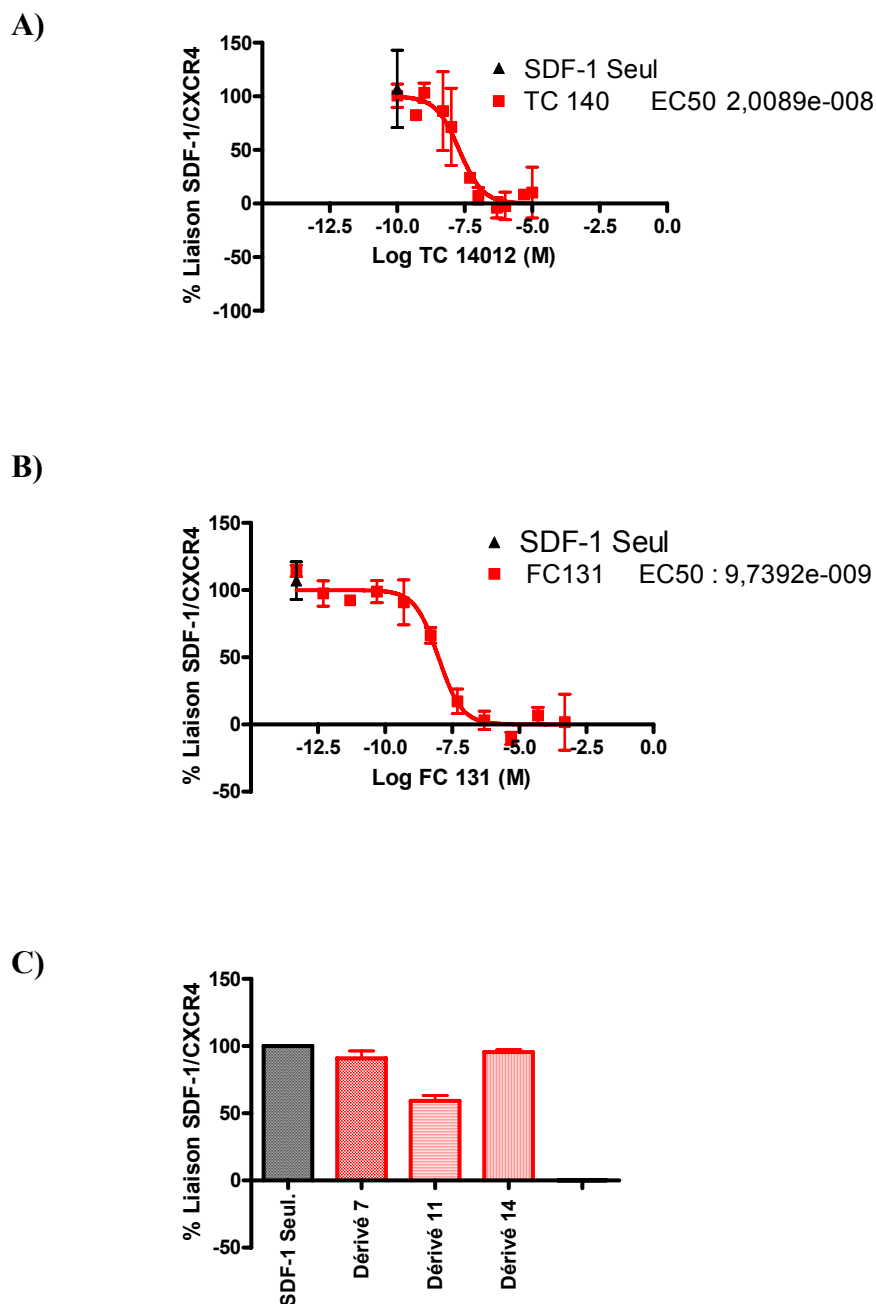 A)
% Liaison SDF-1/CXCR4
150
100
50
0
-50
-100
-12.5 -10.0 -7.5 -5.0 -2.5 0.0
Log TC 14012 (M)
SDF-1 Seul
TC 140 EC50 2,0089e-008
B)
% Liaison SDF-1/CXCR4
150
100
50
0
-50
-12.5 -10.0 -7.5 -5.0 -2.5 0.0
Log FC 131 (M)
SDF-1 Seul
FC131 EC50 : 9,7392e-009
C)
% Liaison SDF-1/CXCR4
150
100
50
0
-50
SDF-1 Seul.
Dérivé 7
Dérivé 11
Dérivé 14